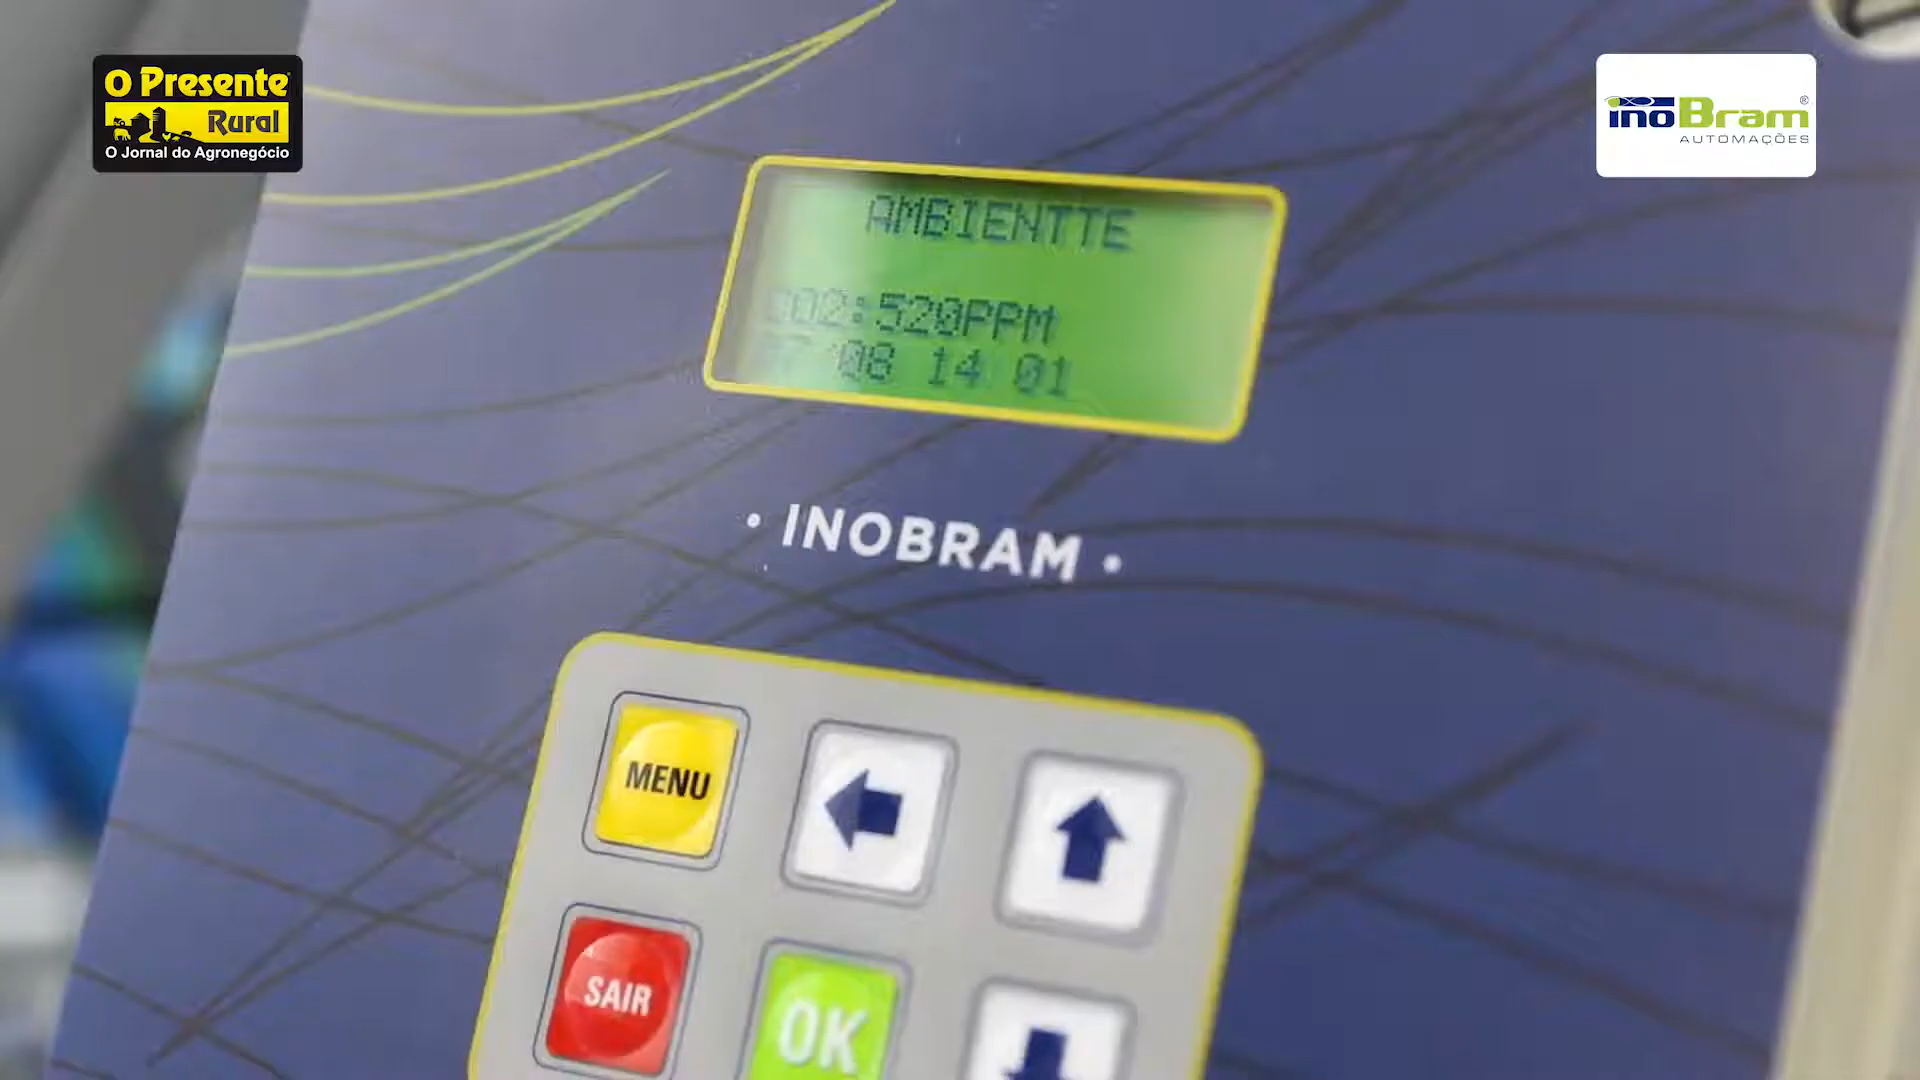 O Presente
Rural
O Jornal do Agronegócio
inoBram®
AUTOMAÇÕES
AMBIENTTE
CO2:520PPM
08 14 01
• INOBRAM •
MENU
SAIR
OK